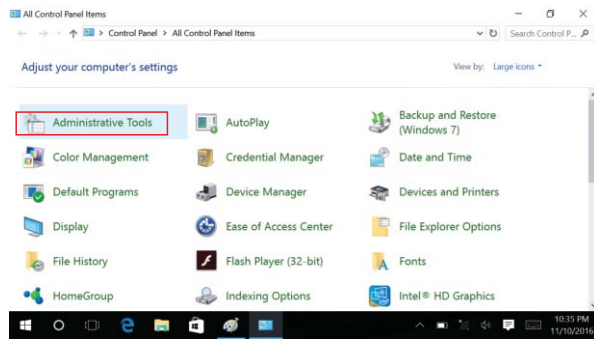 All Control Panel Items
Control Panel > All Control Panel Items
Search Control P...
Adjust your computer's settings
View by: Large icons
Administrative Tools
AutoPlay
Backup and Restore
(Windows 7)
Color Management
Credential Manager
Date and Time
Default Programs
Device Manager
Devices and Printers
Display
Ease of Access Center
File Explorer Options
File History
Flash Player (32-bit)
Fonts
HomeGroup
Indexing Options
Intel® HD Graphics
10:35 PM
11/10/2016